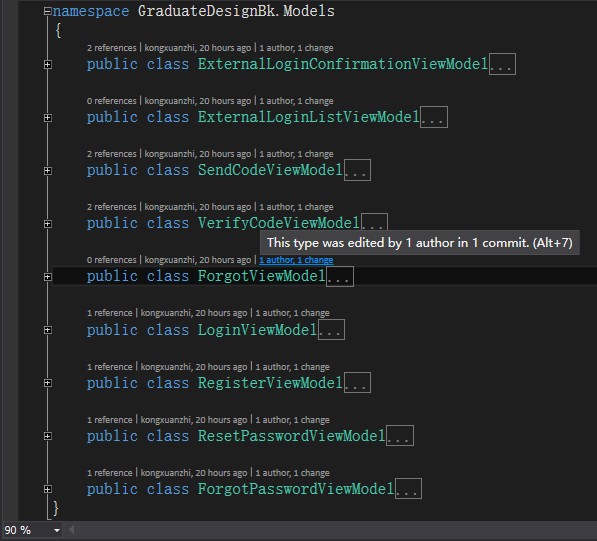 namespace GraduateDesignBk.Models
{
2 references | kongxuanzhi, 20 hours ago | 1 author, 1 change
public class ExternalLoginConfirmationViewModel...
0 references | kongxuanzhi, 20 hours ago | 1 author, 1 change
public class ExternalLoginListViewModel...
2 references | kongxuanzhi, 20 hours ago | 1 author, 1 change
public class SendCodeViewModel...
2 references | kongxuanzhi, 20 hours ago | 1 author, 1 change
public class VerifyCodeViewModel...
This type was edited by 1 author in 1 commit. (Alt+7)
0 references | kongxuanzhi, 20 hours ago | 1 author, 1 change
public class ForgotViewModel...
1 reference | kongxuanzhi, 20 hours ago | 1 author, 1 change
public class LoginViewModel...
1 reference | kongxuanzhi, 20 hours ago | 1 author, 1 change
public class RegisterViewModel...
1 reference | kongxuanzhi, 20 hours ago | 1 author, 1 change
public class ResetPasswordViewModel...
1 reference | kongxuanzhi, 20 hours ago | 1 author, 1 change
public class ForgotPasswordViewModel...
}
90 %